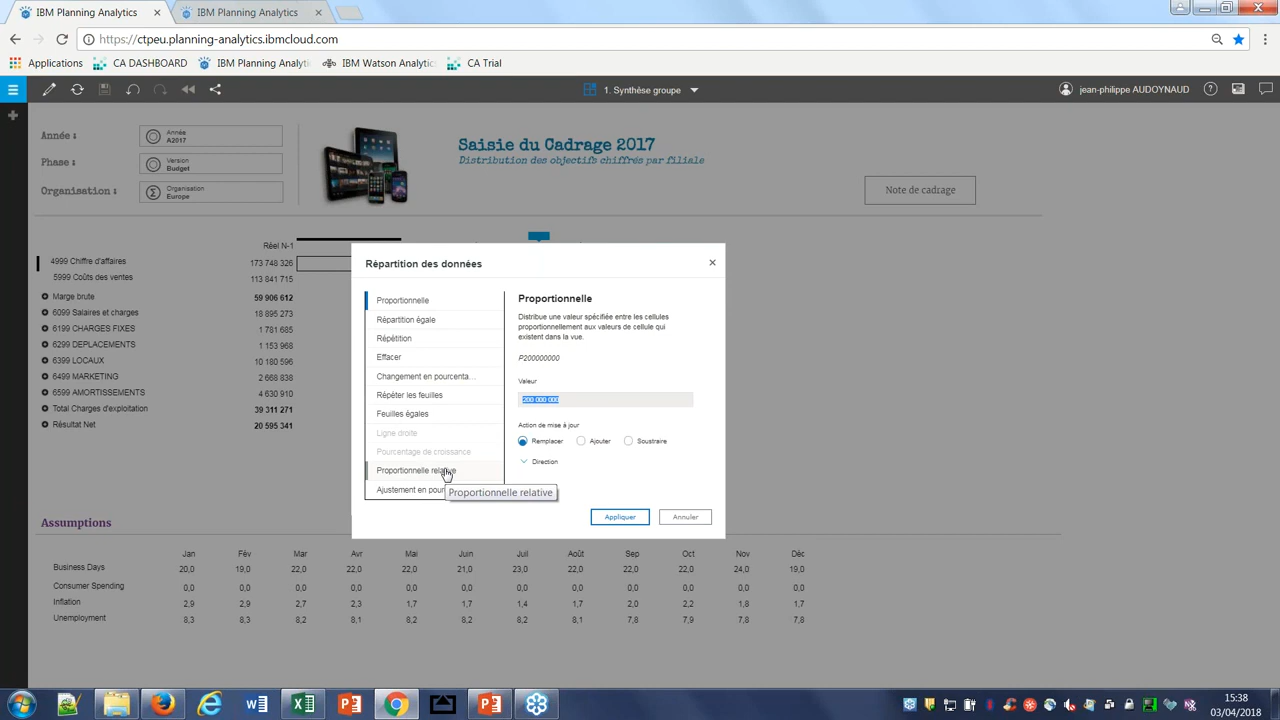 IBM Planning Analytics
IBM Planning Analytics
https://ctpeu.planning-analytics.ibmcloud.com
Applications
CA DASHBOARD
IBM Planning Analytic
IBM Watson Analytics
CA Trial
1. Synthèse groupe
jean-philippe AUDOYNAUD
Année :
Année
A2017
Phase :
Version
Budget
Organisation :
Organisation
Europe
Saisie du Cadrage 2017
Distribution des objectifs chiffrés par filiale
Note de cadrage
Réel N-1
4999 Chiffre d'affaires 173 748 326
5999 Coûts des ventes 113 841 715
Marge brute 59 906 612
6099 Salaires et charges 18 895 273
6199 CHARGES FIXES 1 781 685
6299 DEPLACEMENTS 1 153 968
6399 LOCAUX 10 180 596
6499 MARKETING 2 668 838
6599 AMORTISSEMENTS 4 630 910
Total Charges d'exploitation 39 311 271
Résultat Net 20 595 341
Répartition des données
Proportionnelle
Répartition égale
Répétition
Effacer
Changement en pourcenta...
Répéter les feuilles
Feuilles égales
Ligne droite
Pourcentage de croissance
Proportionnelle relative
Ajustement en pour
Proportionnelle relative
Proportionnelle
Distribue une valeur spécifiée entre les cellules
proportionnellement aux valeurs de cellule qui
existent dans la vue.
P200000000
Valeur
200 000 000
Action de mise à jour
Remplacer Ajouter Soustraire
Direction
Appliquer Annuler
Assumptions
Jan Fév Mar Avr Mai Juin Juil Août Sep Oct Nov Déc
Business Days 20,0 19,0 22,0 22,0 22,0 21,0 23,0 22,0 22,0 22,0 24,0 19,0
Consumer Spending 0,0 0,0 0,0 0,0 0,0 0,0 0,0 0,0 0,0 0,0 0,0 0,0
Inflation 2,9 2,9 2,7 2,3 1,7 1,7 1,4 1,7 2,0 2,2 1,8 1,7
Unemployment 8,3 8,3 8,2 8,1 8,2 8,2 8,2 8,1 7,8 7,9 7,8 7,8
15:38
03/04/2018